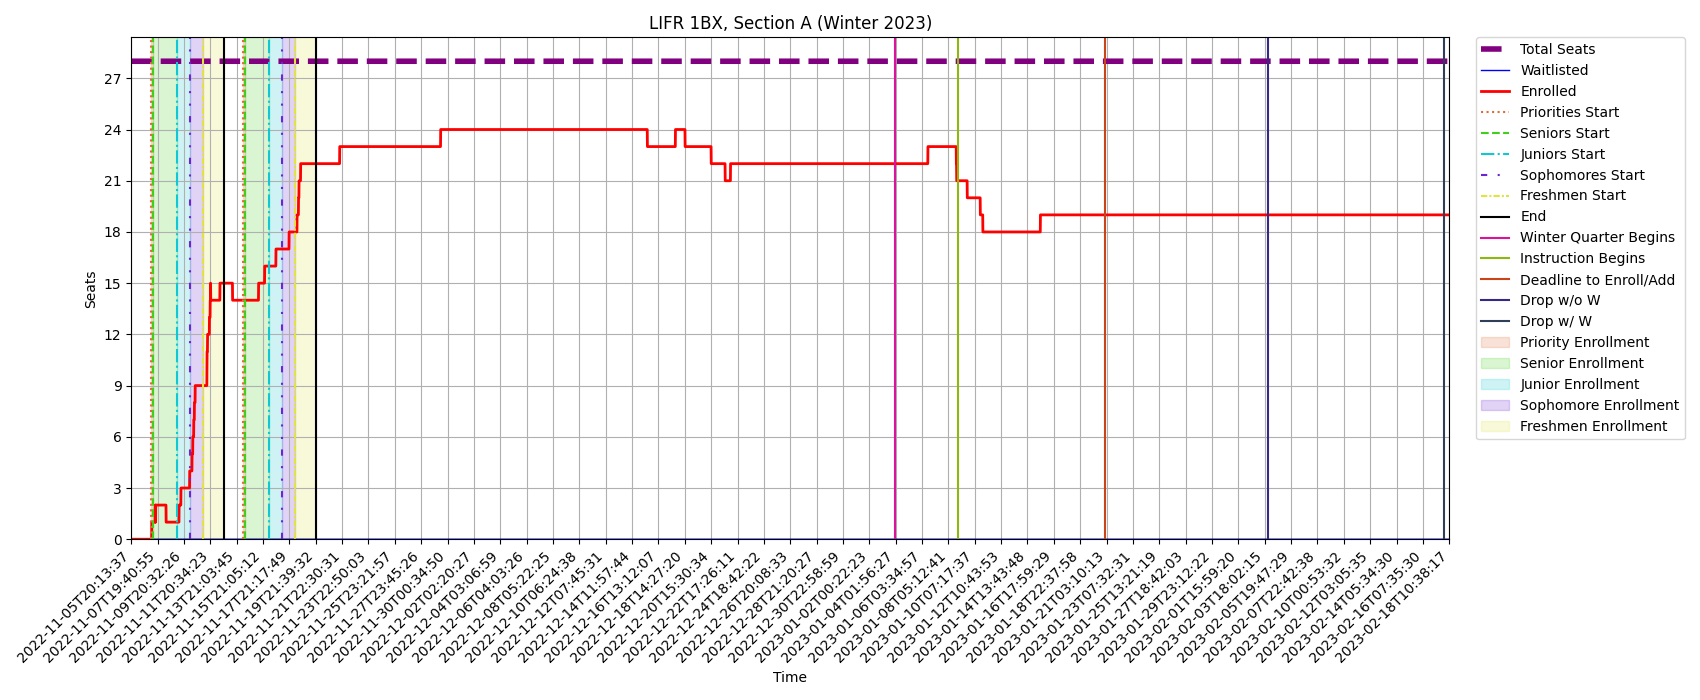 LIFR 1BX, Section A (Winter 2023)
Seats
27
24
21
18
15
12
9
6
3
0
2022-11-05T20:13:37
2022-11-07T19:40:55
2022-11-09T20:32:26
2022-11-11T20:34:23
2022-11-13T21:03:45
2022-11-15T21:05:12
2022-11-17T21:17:49
2022-11-19T21:39:32
2022-11-21T22:30:31
2022-11-23T22:50:03
2022-11-25T23:21:57
2022-11-27T23:45:26
2022-11-30T00:34:50
2022-12-02T02:20:27
2022-12-04T03:06:59
2022-12-06T04:03:26
2022-12-08T05:22:25
2022-12-10T06:24:38
2022-12-12T07:45:31
2022-12-14T11:57:44
2022-12-16T13:12:07
2022-12-18T14:27:20
2022-12-20T15:30:34
2022-12-22T17:26:11
2022-12-24T18:42:22
2022-12-26T20:08:33
2022-12-28T21:20:27
2022-12-30T22:58:59
2023-01-02T00:22:23
2023-01-04T01:56:27
2023-01-06T03:34:57
2023-01-08T05:12:41
2023-01-10T07:17:37
2023-01-12T10:43:53
2023-01-14T13:43:48
2023-01-16T17:59:29
2023-01-18T22:37:58
2023-01-21T03:10:13
2023-01-23T07:32:31
2023-01-25T13:21:19
2023-01-27T18:42:03
2023-01-29T23:12:22
2023-02-01T15:59:20
2023-02-03T18:02:15
2023-02-05T19:47:29
2023-02-07T22:42:38
2023-02-10T00:53:32
2023-02-12T03:05:35
2023-02-14T05:34:30
2023-02-16T07:35:30
2023-02-18T10:38:17
Time
Total Seats
Waitlisted
Enrolled
Priorities Start
Seniors Start
Juniors Start
Sophomores Start
Freshmen Start
End
Winter Quarter Begins
Instruction Begins
Deadline to Enroll/Add
Drop w/o W
Drop w/ W
Priority Enrollment
Senior Enrollment
Junior Enrollment
Sophomore Enrollment
Freshmen Enrollment